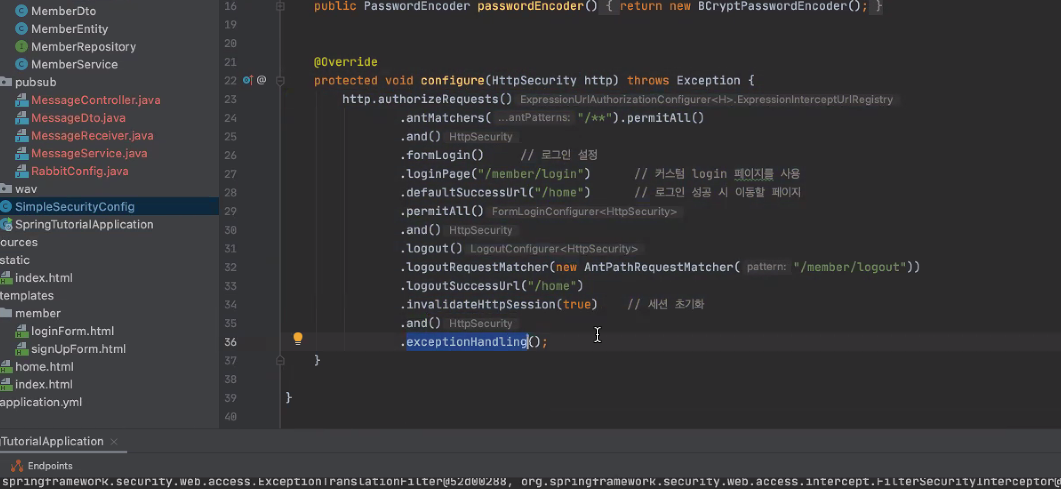 MemberDto
MemberEntity
MemberRepository
MemberService
pubsub
MessageController.java
MessageDto.java
MessageReceiver.java
MessageService.java
RabbitConfig.java
wav
SimpleSecurityConfig
SpringTutorialApplication
ources
static
index.html
templates
member
loginForm.html
signUpForm.html
home.html
index.html
application.yml
16 public PasswordEncoder passwordEncoder() { return new BCryptPasswordEncoder(); }
19
20
21 @Override
22 @ protected void configure(HttpSecurity http) throws Exception {
23 http.authorizeRequests() ExpressionUrlAuthorizationConfigurer<H>.ExpressionInterceptUrlRegistry
24 .antMatchers( ...antPatterns: "/**").permitAll()
25 .and() HttpSecurity
26 .formLogin() // 로그인 설정
27 .loginPage("/member/login") // 커스텀 login 페이지를 사용
28 .defaultSuccessUrl("/home") // 로그인 성공 시 이동할 페이지
29 .permitAll() FormLoginConfigurer<HttpSecurity>
30 .and() HttpSecurity
31 .logout() LogoutConfigurer<HttpSecurity>
32 .logoutRequestMatcher(new AntPathRequestMatcher( pattern: "/member/logout"))
33 .logoutSuccessUrl("/home")
34 .invalidateHttpSession(true) // 세션 초기화
35 .and() HttpSecurity
36 .exceptionHandling();
37 }
38
39 }
40
TutorialApplication ×
Endpoints
springframework.security.web.access.ExceptionTranslationFilter@52d00288, org.springframework.security.web.access.intercept.FilterSecurityInterceptor@